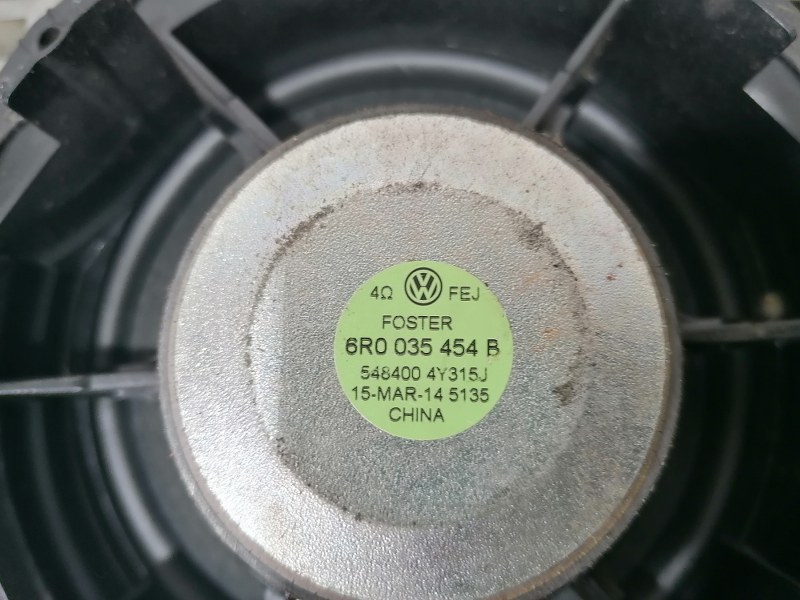 4Ω VW FEJ
FOSTER
6R0 035 454 B
548400 4Y315J
15-MAR-14 5135
CHINA